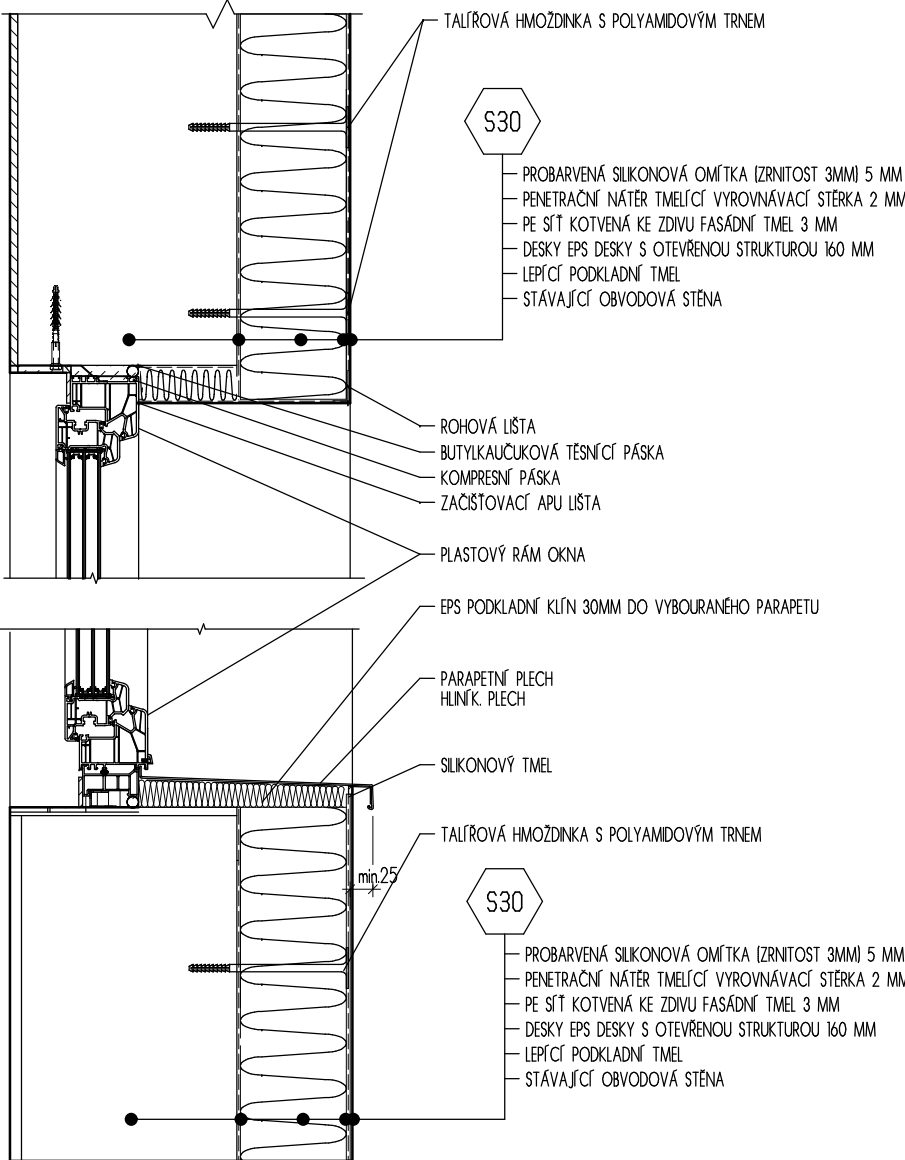 TALÍŘOVÁ HMOŽDINKA S POLYAMIDOVÝM TRNEM
S30
PROBARVENÁ SILIKONOVÁ OMÍTKA (ZRNITOST 3MM) 5 MM
PENETRAČNÍ NÁTĚR TMELÍCÍ VYROVNÁVACÍ STĚRKA 2 MM
PE SÍŤ KOTVENÁ KE ZDIVU FASÁDNÍ TMEL 3 MM
DESKY EPS DESKY S OTEVŘENOU STRUKTUROU 160 MM
LEPÍCÍ PODKLADNÍ TMEL
STÁVAJÍCÍ OBVODOVÁ STĚNA
ROHOVÁ LIŠTA
BUTYLKAUČUKOVÁ TĚSNÍCÍ PÁSKA
KOMPRESNÍ PÁSKA
ZAČIŠŤOVACÍ APU LIŠTA
PLASTOVÝ RÁM OKNA
EPS PODKLADNÍ KLÍN 30MM DO VYBOURANÉHO PARAPETU
PARAPETNÍ PLECH
HLINÍK. PLECH
SILIKONOVÝ TMEL
TALÍŘOVÁ HMOŽDINKA S POLYAMIDOVÝM TRNEM
min.25
S30
PROBARVENÁ SILIKONOVÁ OMÍTKA (ZRNITOST 3MM) 5 MM
PENETRAČNÍ NÁTĚR TMELÍCÍ VYROVNÁVACÍ STĚRKA 2 MM
PE SÍŤ KOTVENÁ KE ZDIVU FASÁDNÍ TMEL 3 MM
DESKY EPS DESKY S OTEVŘENOU STRUKTUROU 160 MM
LEPÍCÍ PODKLADNÍ TMEL
STÁVAJÍCÍ OBVODOVÁ STĚNA